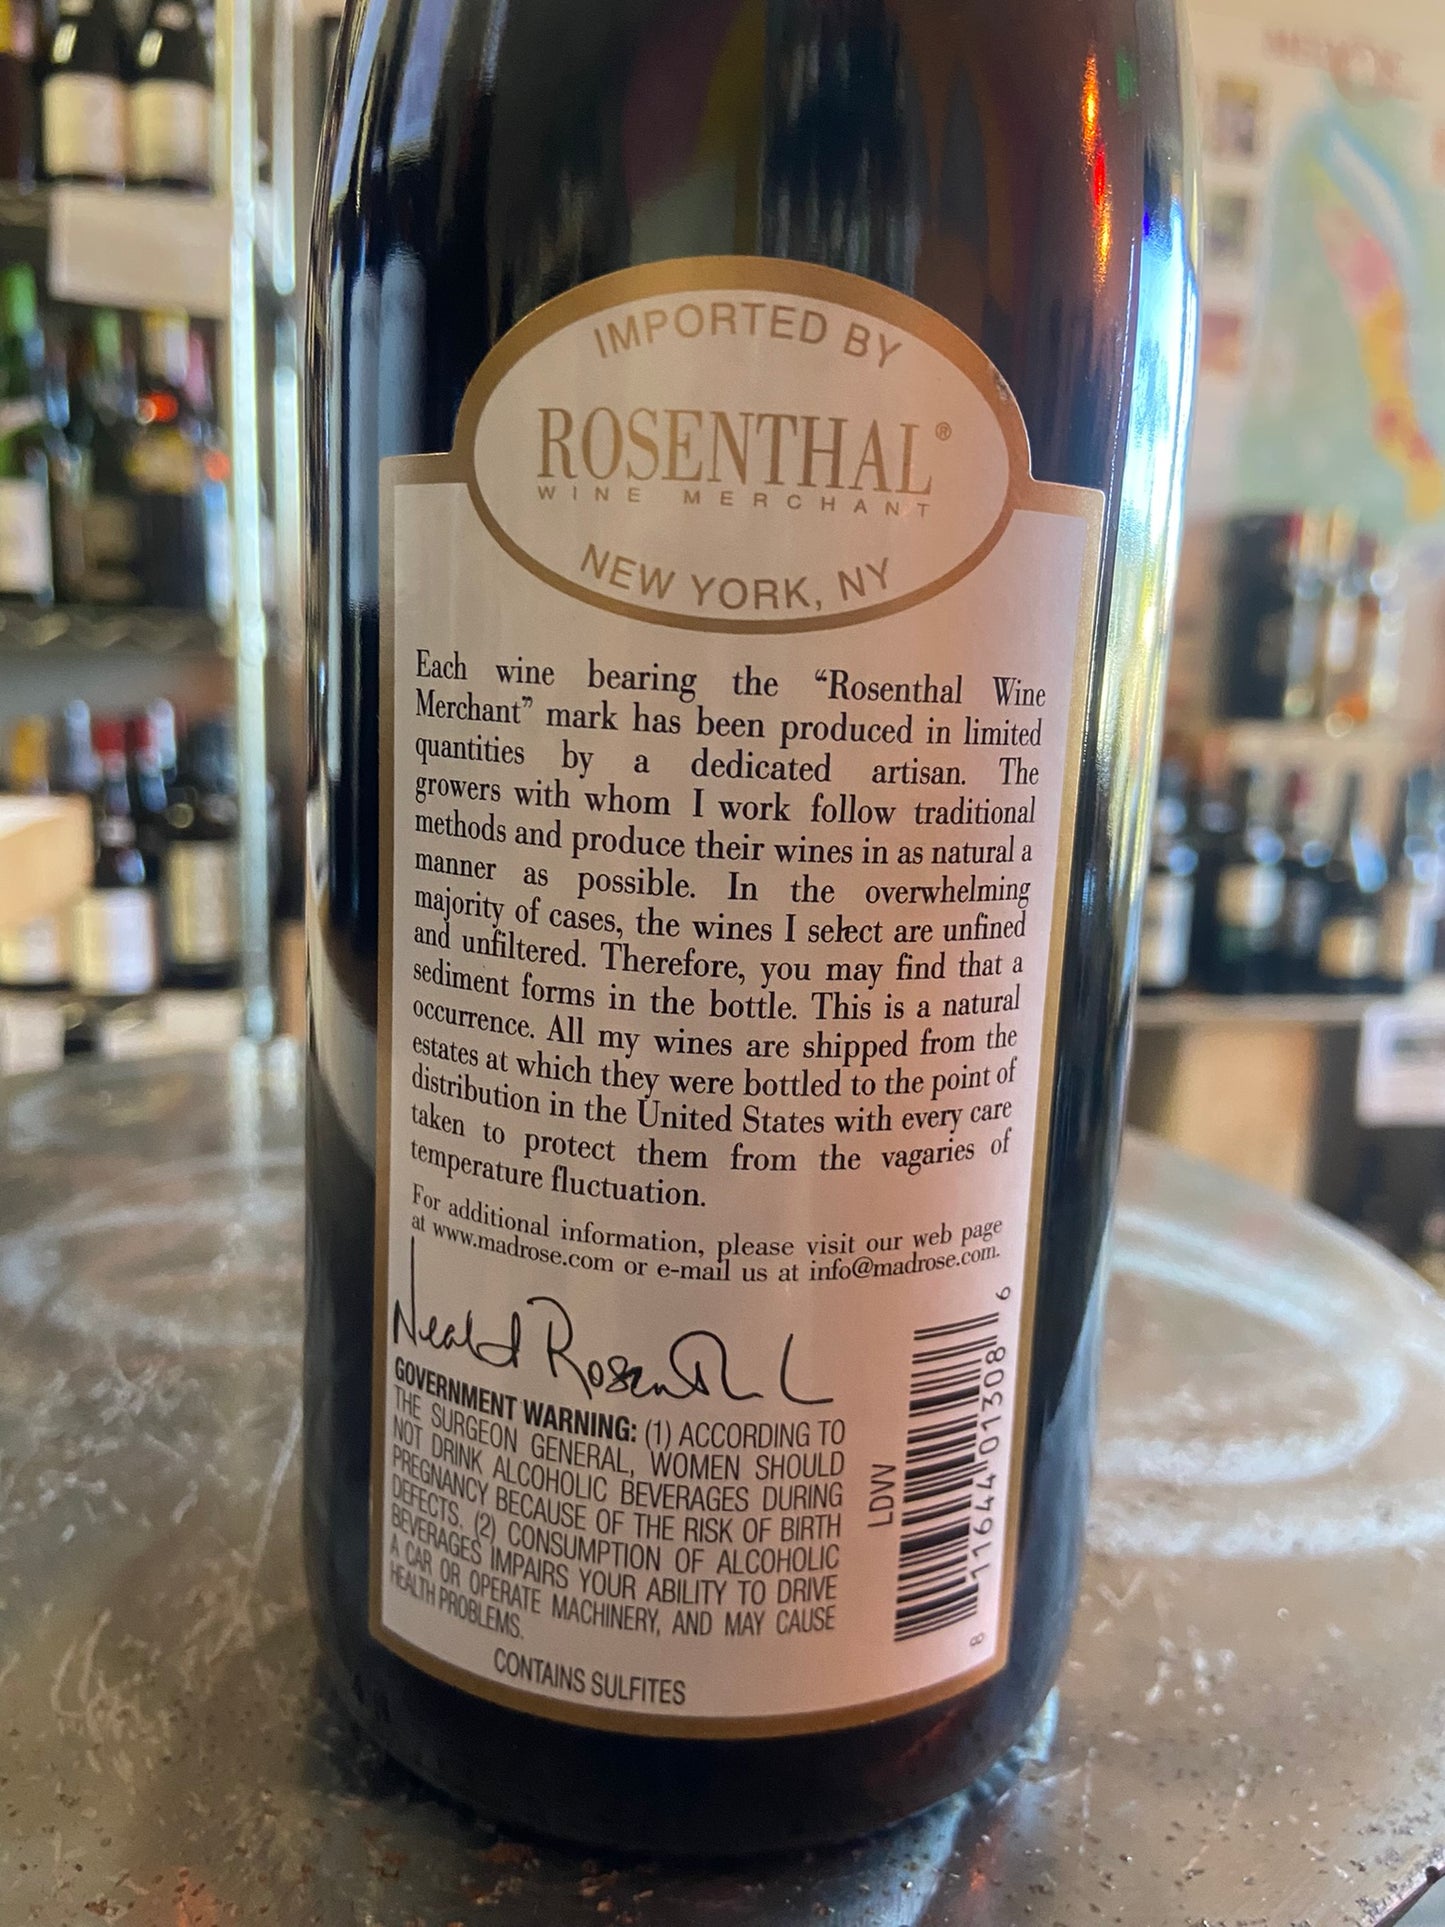 IMPORTED BY
ROSENTHAL®
WINE MERCHANT
NEW YORK, NY
Each wine bearing the “Rosenthal Wine
Merchant” mark has been produced in limited
quantities by a dedicated artisan. The
growers with whom I work follow traditional
methods and produce their wines in as natural a
manner as possible. In the overwhelming
majority of cases, the wines I select are unfined
and unfiltered. Therefore, you may find that a
sediment forms in the bottle. This is a natural
occurrence. All my wines are shipped from the
estates at which they were bottled to the point of
distribution in the United States with every care
taken to protect them from the vagaries of
temperature fluctuation.
For additional information, please visit our web page
at www.madrose.com or e-mail us at info@madrose.com.
Neal I Rosenthal
GOVERNMENT WARNING: (1) ACCORDING TO
THE SURGEON GENERAL, WOMEN SHOULD
NOT DRINK ALCOHOLIC BEVERAGES DURING
PREGNANCY BECAUSE OF THE RISK OF BIRTH
DEFECTS. (2) CONSUMPTION OF ALCOHOLIC
BEVERAGES IMPAIRS YOUR ABILITY TO DRIVE
A CAR OR OPERATE MACHINERY, AND MAY CAUSE
HEALTH PROBLEMS.
CONTAINS SULFITES
LDVV
8 11644 01308 6